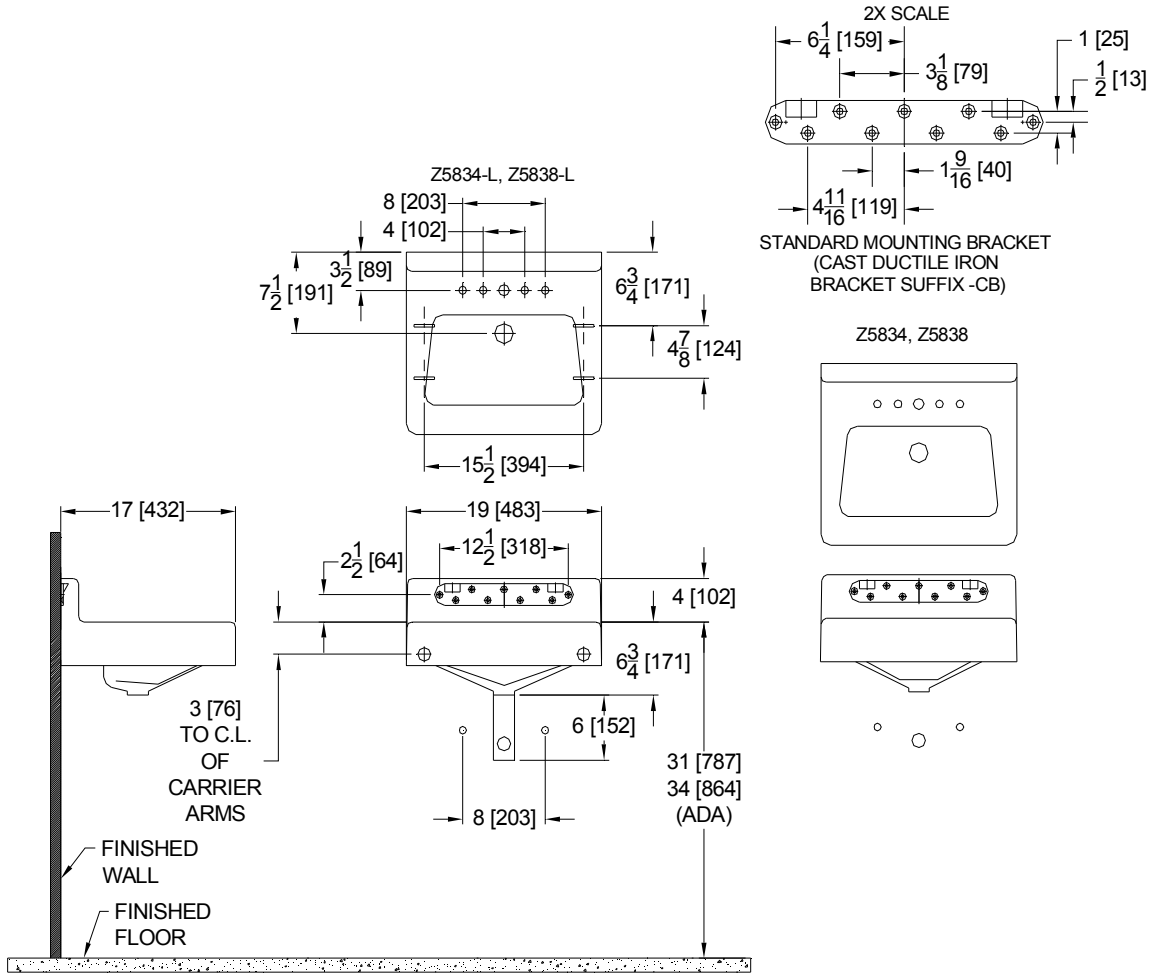 2X SCALE
6 1/4 [159]
1 [25]
3 1/8 [79]
1/2 [13]
1 9/16 [40]
4 11/16 [119]
STANDARD MOUNTING BRACKET
(CAST DUCTILE IRON
BRACKET SUFFIX -CB)
Z5834-L, Z5838-L
8 [203]
4 [102]
3 1/2 [89]
7 1/2 [191]
6 3/4 [171]
4 7/8 [124]
15 1/2 [394]
Z5834, Z5838
17 [432]
19 [483]
12 1/2 [318]
2 1/2 [64]
4 [102]
6 3/4 [171]
6 [152]
3 [76]
TO C.L.
OF
CARRIER
ARMS
8 [203]
31 [787]
34 [864]
(ADA)
FINISHED
WALL
FINISHED
FLOOR